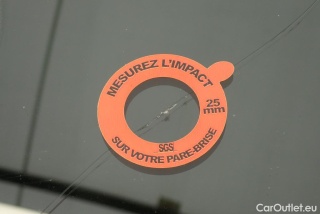 MESUREZ L'IMPACT
25
mm
SGS
SUR VOTRE PARE-BRISE
CarOutlet.eu